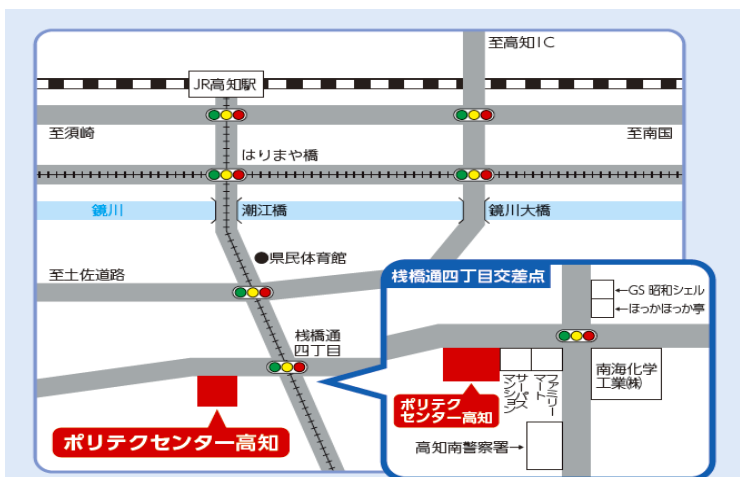 至高知IC
JR高知駅
至須崎
至南国
はりまや橋
鏡川
潮江橋
鏡川大橋
●県民体育館
至土佐道路
桟橋通
四丁目
ポリテクセンター高知
桟橋通四丁目交差点
←GS 昭和シェル
←ほっかほっか亭
南海化学
工業㈱
ファミリー
マート
サーパス
マンション
ポリテク
センター高知
高知南警察署→